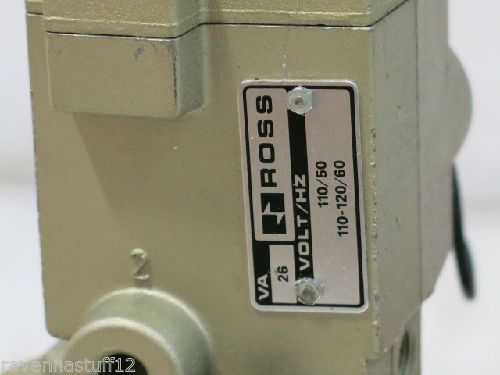 ROSS
VOLT/HZ
110/50
110-120/60
VA
26
2
ravennastuff12